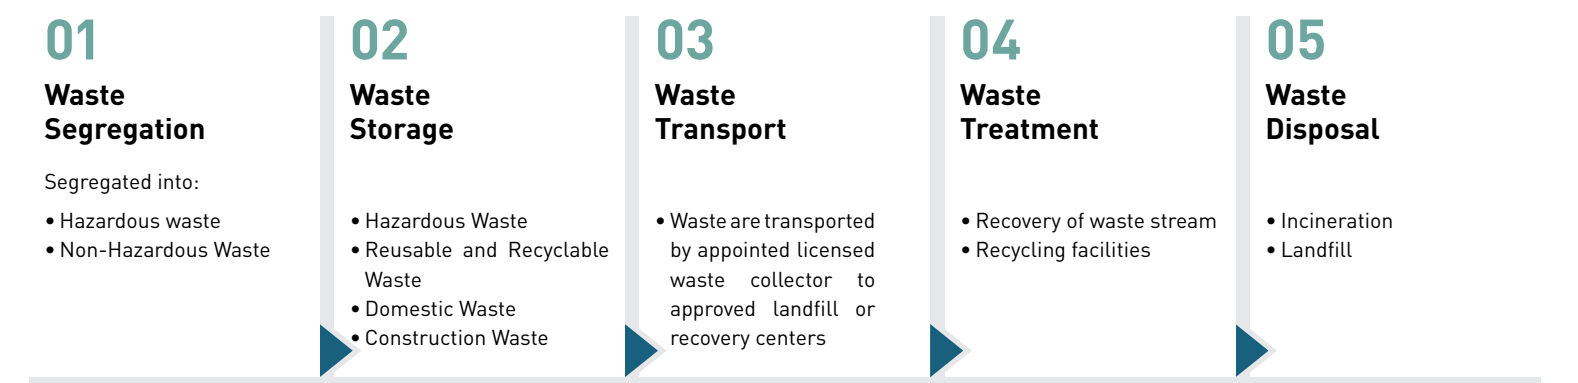 01
Waste
Segregation
Segregated into:
• Hazardous waste
• Non-Hazardous Waste
02
Waste
Storage
• Hazardous Waste
• Reusable and Recyclable
Waste
• Domestic Waste
• Construction Waste
03
Waste
Transport
• Waste are transported
by appointed licensed
waste collector to
approved landfill or
recovery centers
04
Waste
Treatment
• Recovery of waste stream
• Recycling facilities
05
Waste
Disposal
• Incineration
• Landfill